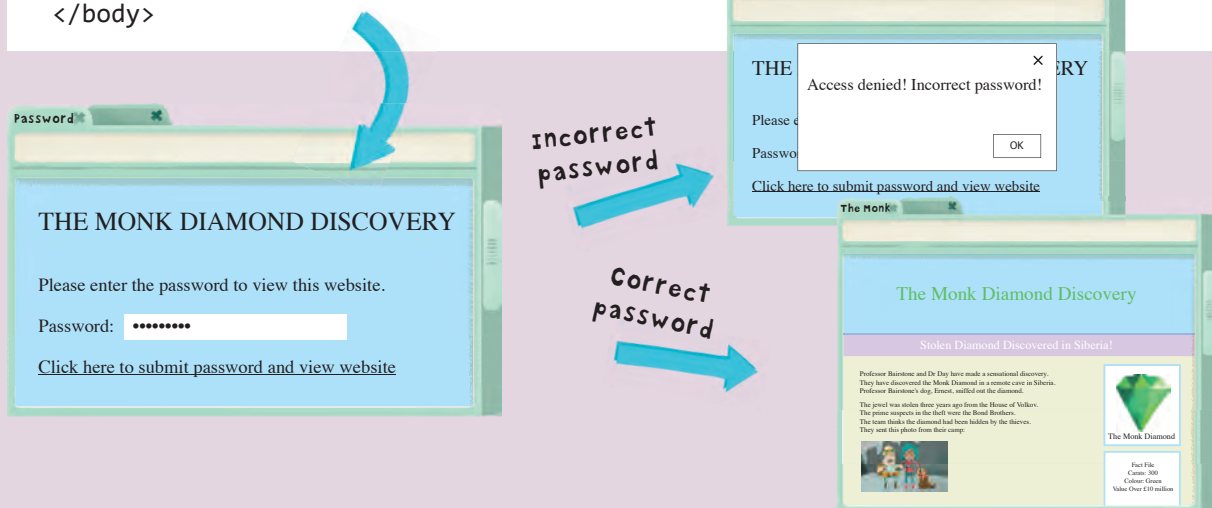 </body>
Password
THE MONK DIAMOND DISCOVERY
Please enter the password to view this website.
Password: •••••••••
Click here to submit password and view website
Incorrect
password
THE
ERY
Access denied! Incorrect password!
Please e
Passwo
OK
Click here to submit password and view website
Correct
password
The Monk
The Monk Diamond Discovery
Stolen Diamond Discovered in Siberia!
Professor Bairstone and Dr Day have made a sensational discovery.
They have discovered the Monk Diamond in a remote cave in Siberia.
Professor Bairstone's dog, Ernest, sniffed out the diamond.
The jewel was stolen three years ago from the House of Volkov.
The prime suspects in the theft were the Bond Brothers.
The team thinks the diamond had been hidden by the thieves.
They sent this photo from their camp:
The Monk Diamond
Fact File
Carats: 300
Colour: Green
Value Over £10 million